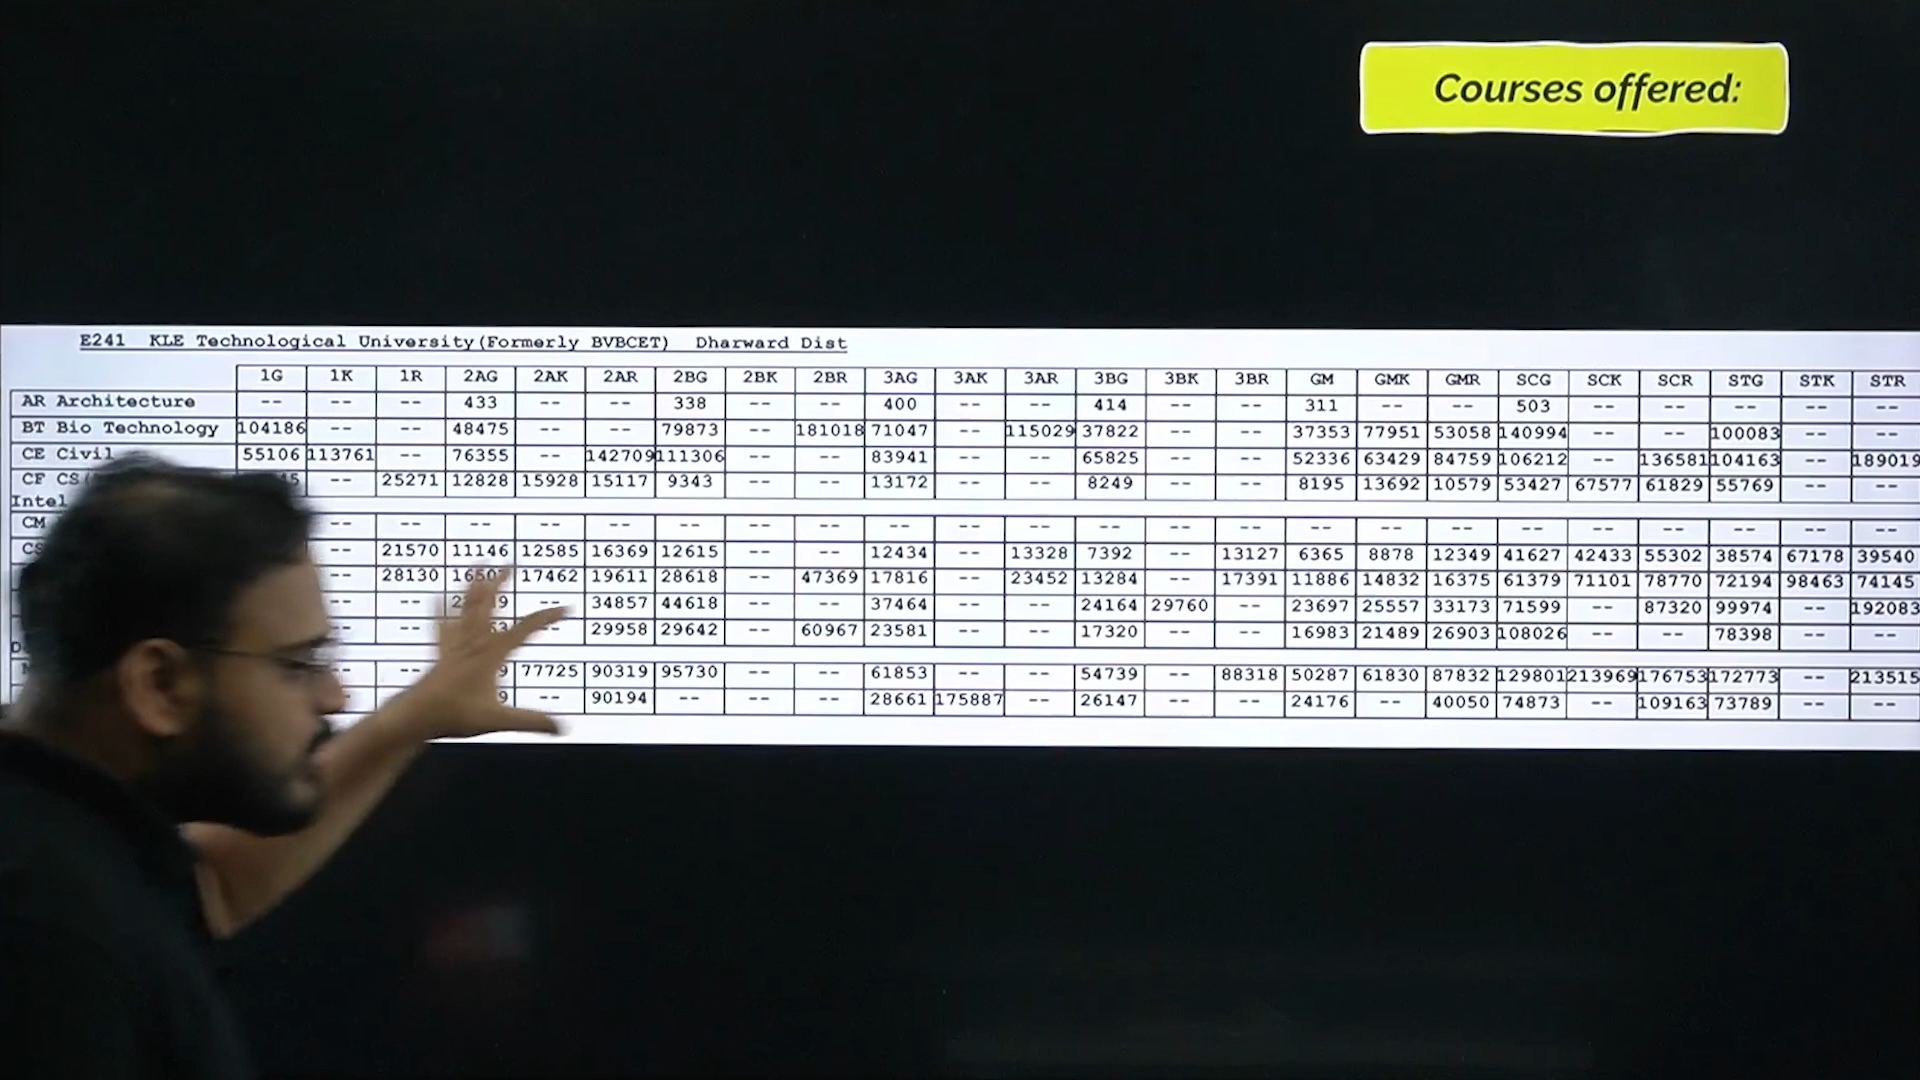 Courses offered:
E241 KLE Technological University(Formerly BVBCET) Dharward Dist
1G 1K 1R 2AG 2AK 2AR 2BG 2BK 2BR 3AG 3AK 3AR 3BG 3BK 3BR GM GMK GMR SCG SCK SCR STG STK STR
AR Architecture -- -- -- 433 -- -- 338 -- -- 400 -- -- 414 -- -- 311 -- -- 503 -- -- -- -- --
BT Bio Technology 104186 -- -- 48475 -- -- 79873 -- 181018 71047 -- 115029 37822 -- -- 37353 77951 53058 140994 -- -- 100083 -- --
CE Civil 55106 113761 -- 76355 -- 142709 111306 -- -- 83941 -- -- 65825 -- -- 52336 63429 84759 106212 -- 136581 104163 -- 189019
CF CS -- 25271 12828 15928 15117 9343 -- -- 13172 -- -- 8249 -- -- 8195 13692 10579 53427 67577 61829 55769 -- --
Intel
CM -- -- -- -- -- -- -- -- -- -- -- -- -- -- -- -- -- -- -- -- -- -- --
CS -- 21570 11146 12585 16369 12615 -- -- 12434 -- 13328 7392 -- 13127 6365 8878 12349 41627 42433 55302 38574 67178 39540
-- 28130 17462 19611 28618 -- 47369 17816 -- 23452 13284 -- 17391 11886 14832 16375 61379 71101 78770 72194 98463 74145
-- -- -- 34857 44618 -- -- 37464 -- -- 24164 29760 -- 23697 25557 33173 71599 -- 87320 99974 -- 192083
-- -- -- 29958 29642 -- 60967 23581 -- -- 17320 -- -- 16983 21489 26903 108026 -- -- 78398 -- --
-- -- 77725 90319 95730 -- -- 61853 -- -- 54739 -- 88318 50287 61830 87832 129801 213969 176753 172773 -- 213515
-- 90194 -- -- -- 28661 175887 -- 26147 -- -- 24176 -- 40050 74873 -- 109163 73789 -- --